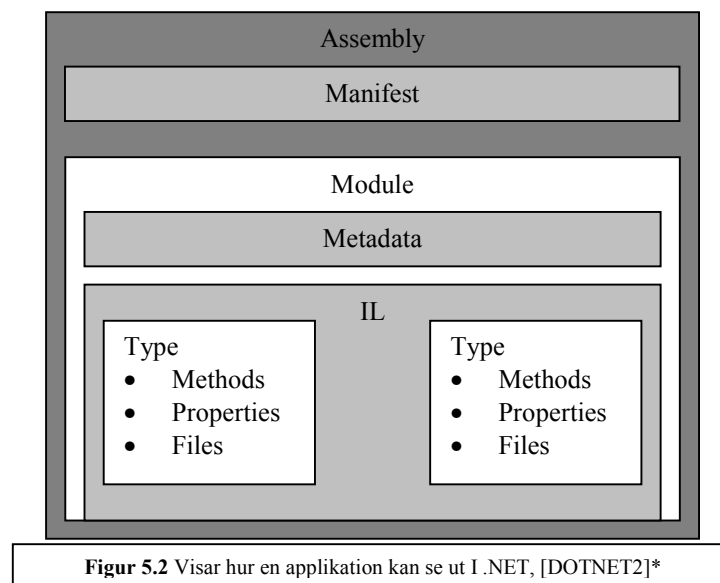 Assembly
Manifest
Module
Metadata
IL
Type
• Methods
• Properties
• Files
Type
• Methods
• Properties
• Files
Figur 5.2 Visar hur en applikation kan se ut I .NET, [DOTNET2]*